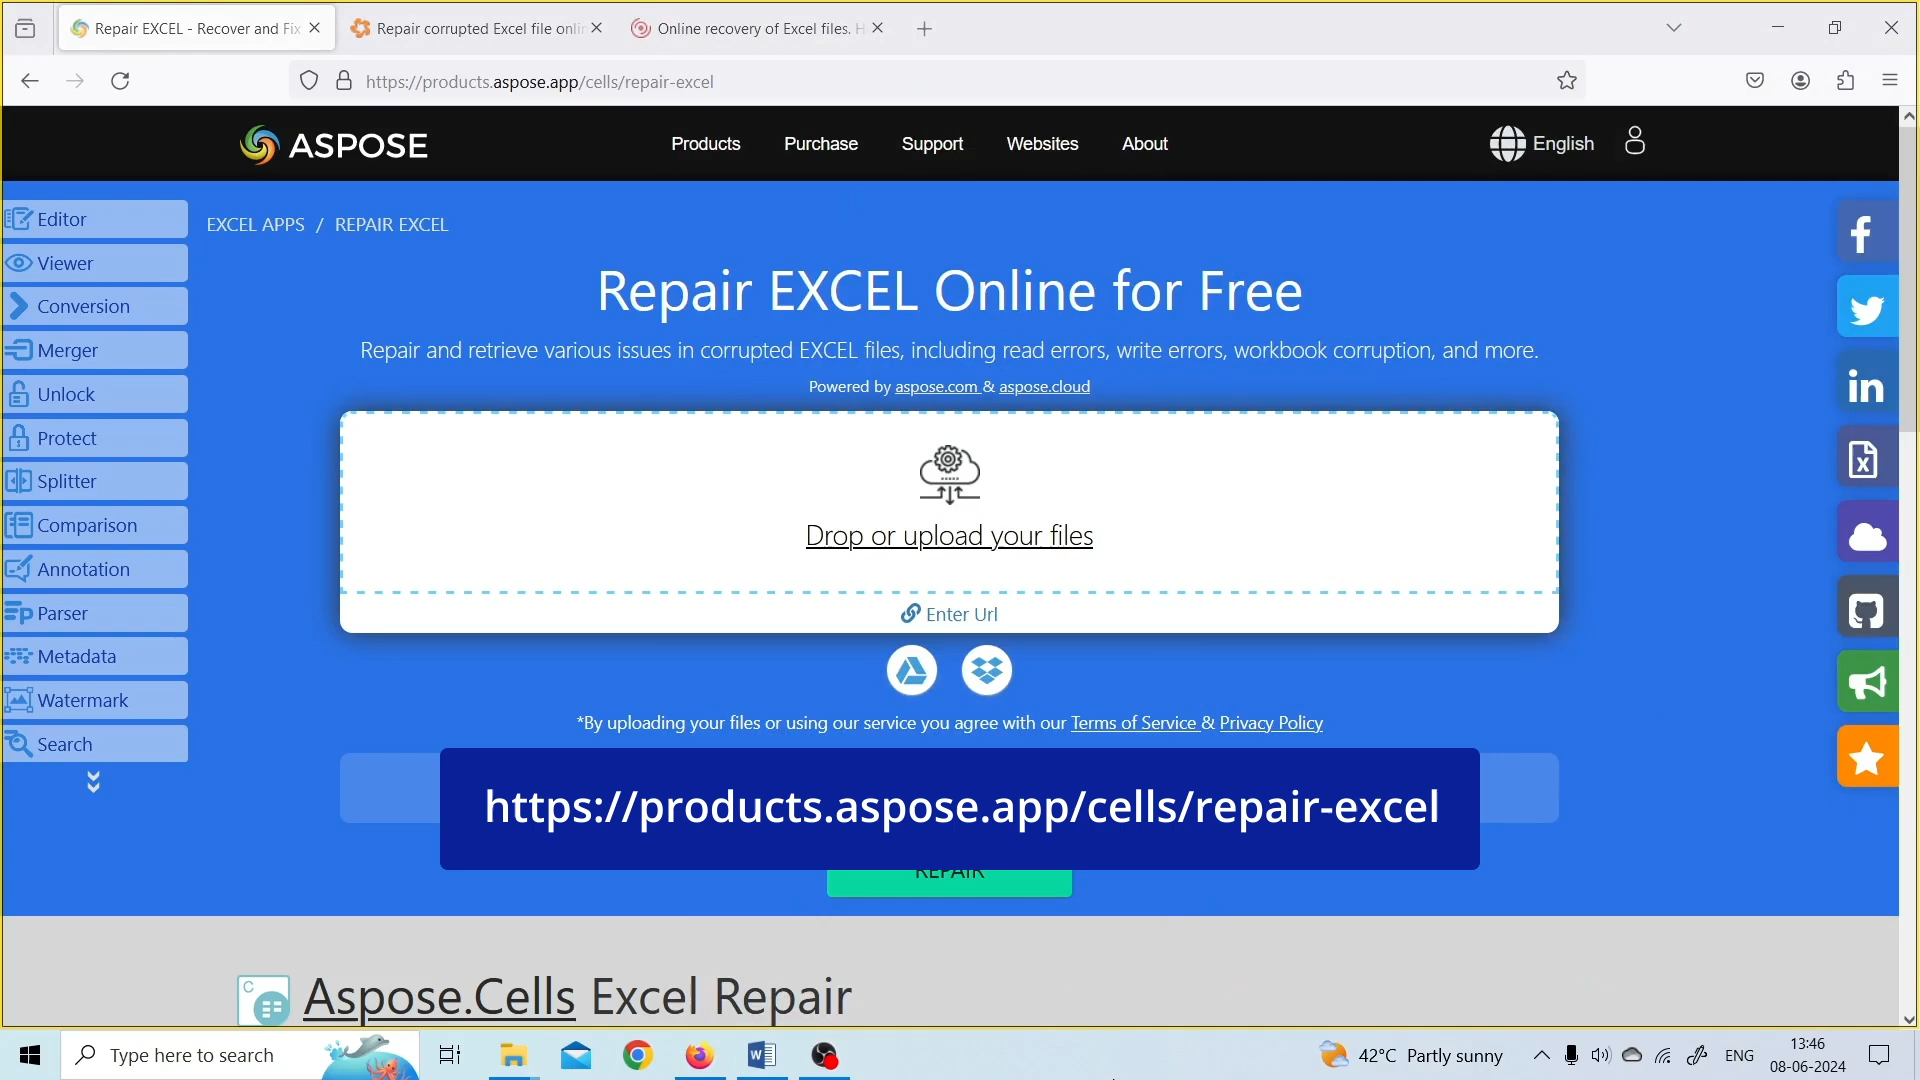 Repair EXCEL - Recover and Fix
Repair corrupted Excel file onlin
Online recovery of Excel files. H
https://products.aspose.app/cells/repair-excel
ASPOSE
Products
Purchase
Support
Websites
About
English
Editor
Viewer
Conversion
Merger
Unlock
Protect
Splitter
Comparison
Annotation
Parser
Metadata
Watermark
Search
EXCEL APPS / REPAIR EXCEL
Repair EXCEL Online for Free
Repair and retrieve various issues in corrupted EXCEL files, including read errors, write errors, workbook corruption, and more.
Powered by aspose.com & aspose.cloud
Drop or upload your files
Enter Url
*By uploading your files or using our service you agree with our Terms of Service & Privacy Policy
https://products.aspose.app/cells/repair-excel
REPAIR
Aspose.Cells Excel Repair
Type here to search
42°C Partly sunny
ENG
13:46
08-06-2024